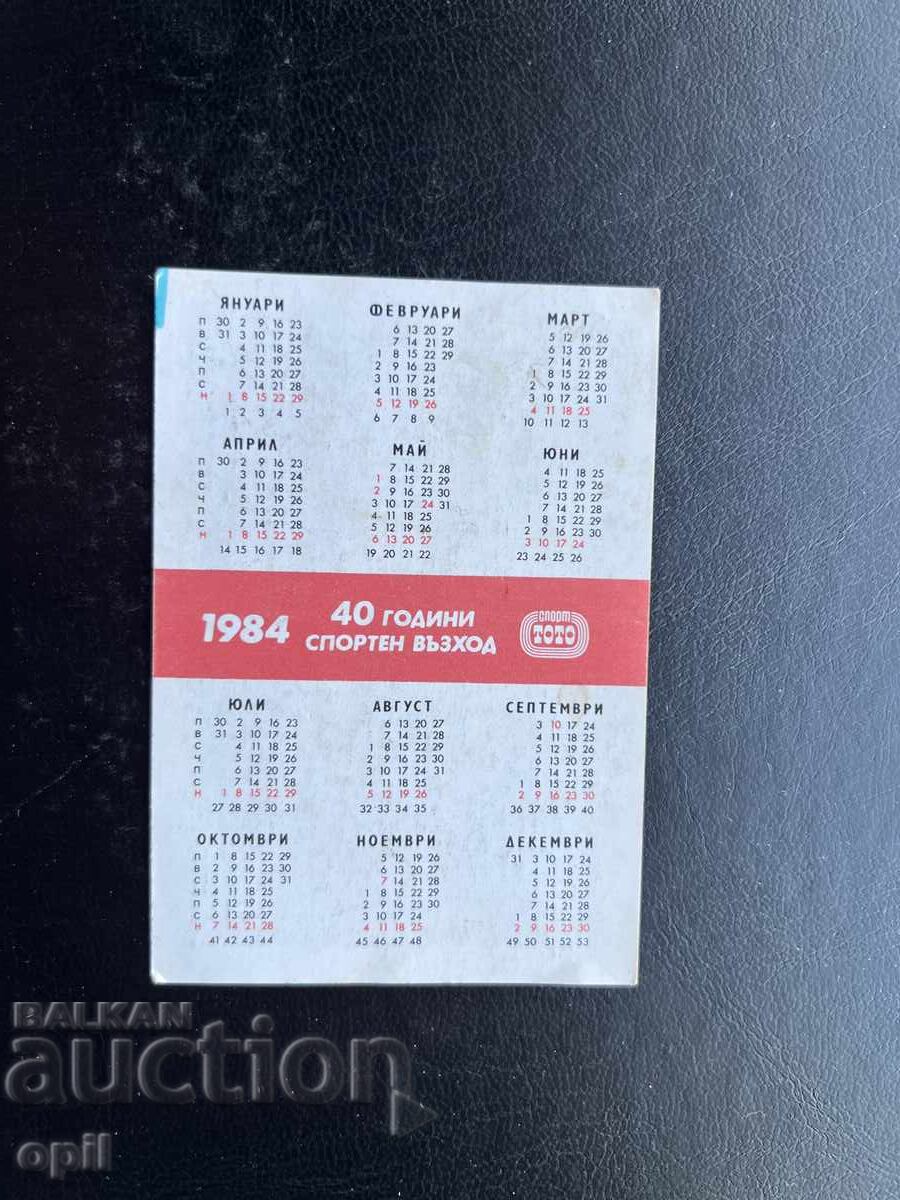 ЯНУАРИ
П 30 2 9 16 23
В 31 3 10 17 24
С 4 11 18 25
Ч 5 12 19 26
П 6 13 20 27
С 7 14 21 28
Н 1 8 15 22 29
1 2 3 4 5
ФЕВРУАРИ
6 13 20 27
7 14 21 28
1 8 15 22 29
2 9 16 23
3 10 17 24
4 11 18 25
5 12 19 26
6 7 8 9
МАРТ
5 12 19 26
6 13 20 27
7 14 21 28
1 8 15 22 29
2 9 16 23 30
3 10 17 24 31
4 11 18 25
10 11 12 13
АПРИЛ
П 30 2 9 16 23
В 3 10 17 24
С 4 11 18 25
Ч 5 12 19 26
П 6 13 20 27
С 7 14 21 28
Н 1 8 15 22 29
14 15 16 17 18
МАЙ
7 14 21 28
1 8 15 22 29
2 9 16 23 30
3 10 17 24 31
4 11 18 25
5 12 19 26
6 13 20 27
19 20 21 22
ЮНИ
4 11 18 25
5 12 19 26
6 13 20 27
7 14 21 28
1 8 15 22 29
2 9 16 23 30
3 10 17 24
23 24 25 26
1984
40 ГОДИНИ
СПОРТЕН ВЪЗХОД
СПОРТ
ТОТО
ЮЛИ
П 30 2 9 16 23
В 31 3 10 17 24
С 4 11 18 25
Ч 5 12 19 26
П 6 13 20 27
С 7 14 21 28
Н 1 8 15 22 29
27 28 29 30 31
АВГУСТ
6 13 20 27
7 14 21 28
1 8 15 22 29
2 9 16 23 30
3 10 17 24 31
4 11 18 25
5 12 19 26
32 33 34 35
СЕПТЕМВРИ
3 10 17 24
4 11 18 25
5 12 19 26
6 13 20 27
7 14 21 28
1 8 15 22 29
2 9 16 23 30
36 37 38 39 40
ОКТОМВРИ
П 1 8 15 22 29
В 2 9 16 23 30
С 3 10 17 24 31
Ч 4 11 18 25
П 5 12 19 26
С 6 13 20 27
Н 7 14 21 28
41 42 43 44
НОЕМВРИ
5 12 19 26
6 13 20 27
7 14 21 28
1 8 15 22 29
2 9 16 23 30
3 10 17 24
4 11 18 25
45 46 47 48
ДЕКЕМВРИ
31 3 10 17 24
4 11 18 25
5 12 19 26
6 13 20 27
7 14 21 28
1 8 15 22 29
2 9 16 23 30
49 50 51 52 53
BALKAN
auction
opil